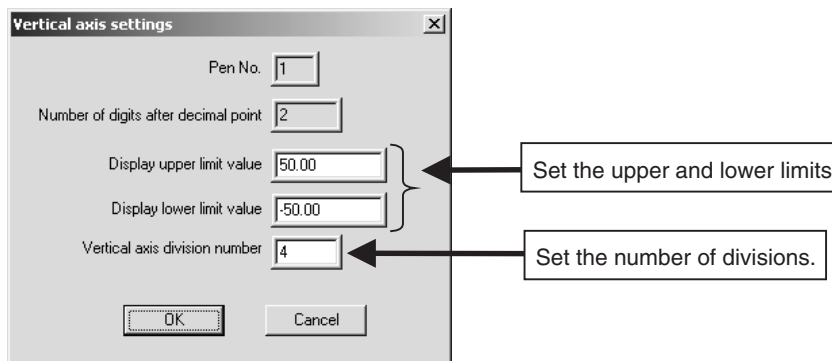 Vertical axis settings
Pen No. 1
Number of digits after decimal point 2
Display upper limit value 50.00
Set the upper and lower limits
Display lower limit value -50.00
Vertical axis division number 4
Set the number of divisions.
OK Cancel